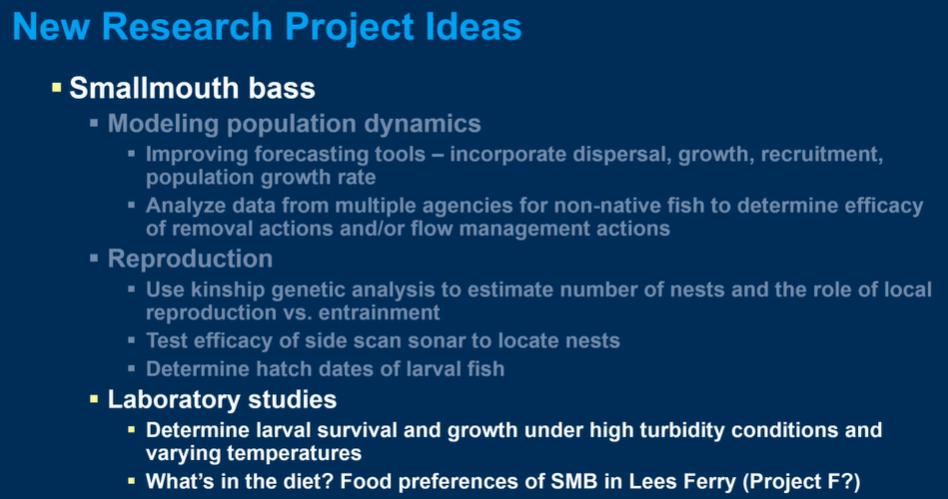 New Research Project Ideas
▪ Smallmouth bass
▪ Modeling population dynamics
▪ Improving forecasting tools – incorporate dispersal, growth, recruitment,
population growth rate
▪ Analyze data from multiple agencies for non-native fish to determine efficacy
of removal actions and/or flow management actions
▪ Reproduction
▪ Use kinship genetic analysis to estimate number of nests and the role of local
reproduction vs. entrainment
▪ Test efficacy of side scan sonar to locate nests
▪ Determine hatch dates of larval fish
▪ Laboratory studies
▪ Determine larval survival and growth under high turbidity conditions and
varying temperatures
▪ What’s in the diet? Food preferences of SMB in Lees Ferry (Project F?)